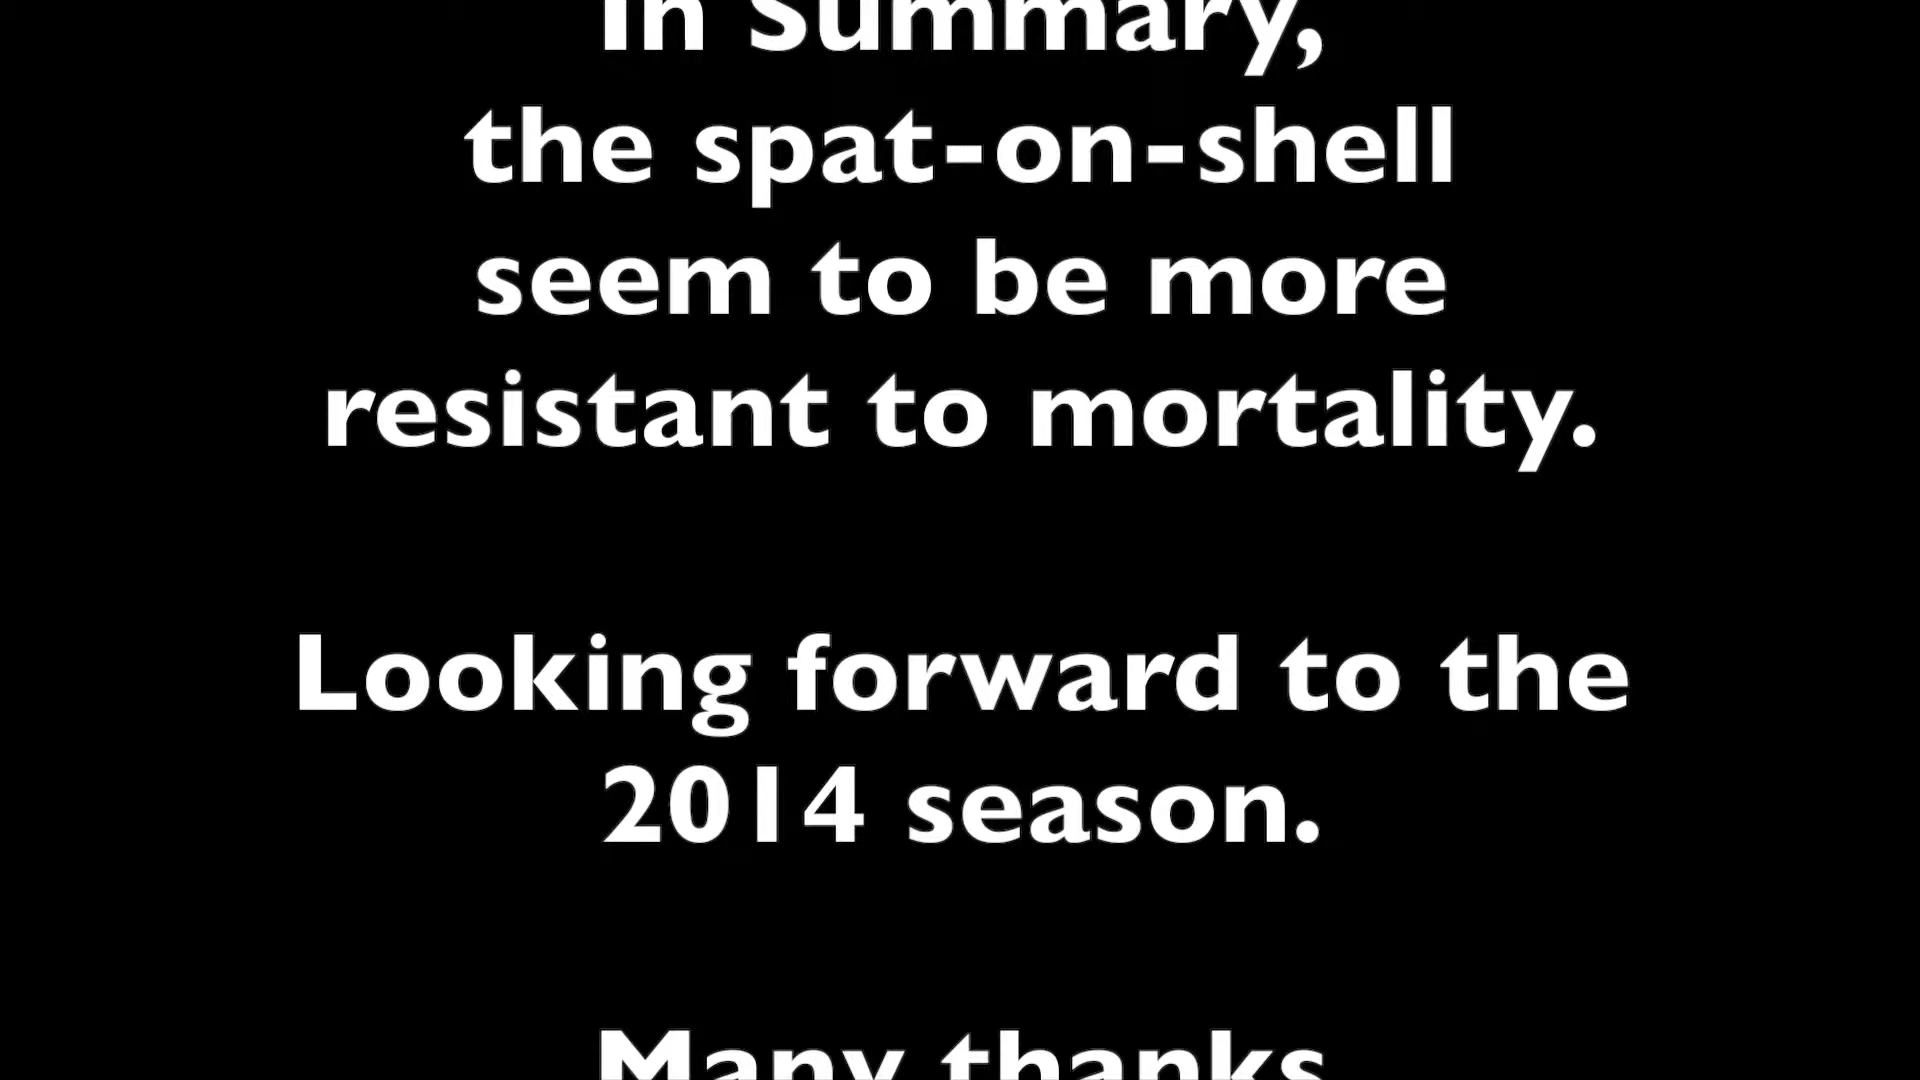 In Summary,
the spat-on-shell
seem to be more
resistant to mortality.
Looking forward to the
2014 season.
Many thanks